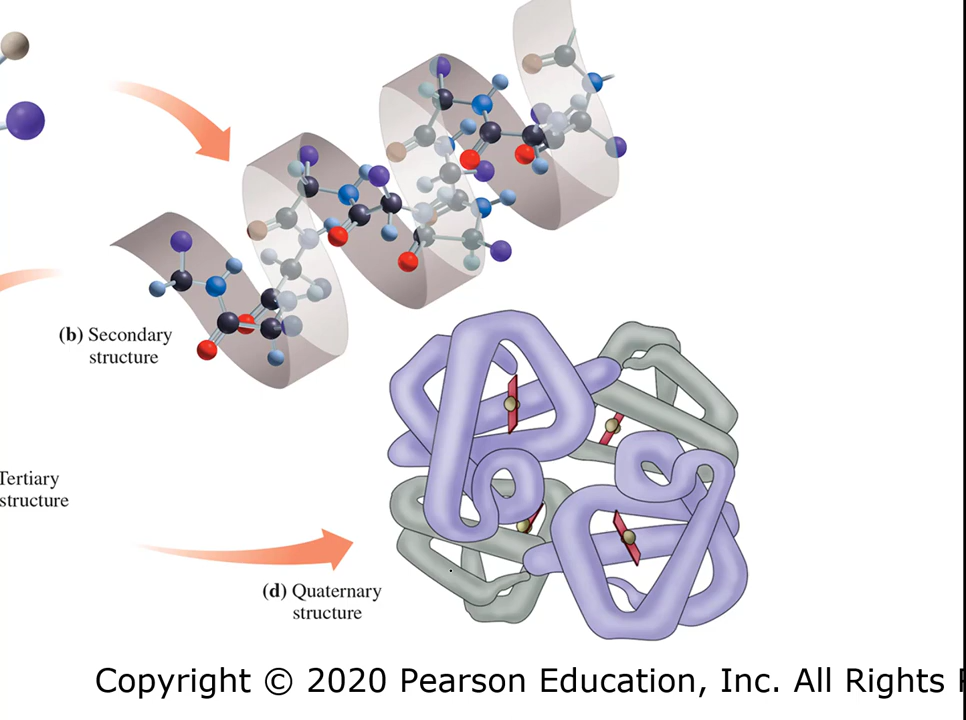 (b) Secondary
structure
Tertiary
structure
(d) Quaternary
structure
Copyright © 2020 Pearson Education, Inc. All Rights